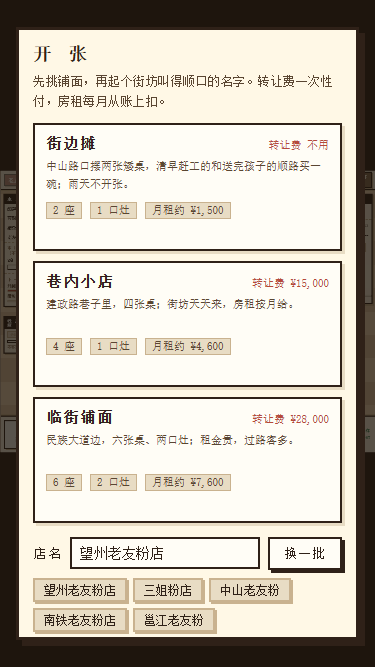 开 张
先挑铺面，再起个街坊叫得顺口的名字。转让费一次性
付，房租每月从账上扣。
街边摊
转让费 不用
中山路口摆两张矮桌，清早赶工的和送完孩子的顺路买一
碗；雨天不开张。
2 座
1 口灶
月租约 ¥1,500
巷内小店
转让费 ¥15,000
建政路巷子里，四张桌；街坊天天来，房租按月给。
4 座
1 口灶
月租约 ¥4,600
临街铺面
转让费 ¥28,000
民族大道边，六张桌、两口灶；租金贵，过路客多。
6 座
2 口灶
月租约 ¥7,600
店名
望州老友粉店
换一批
望州老友粉店
三姐粉店
中山老友粉
南铁老友粉店
邕江老友粉